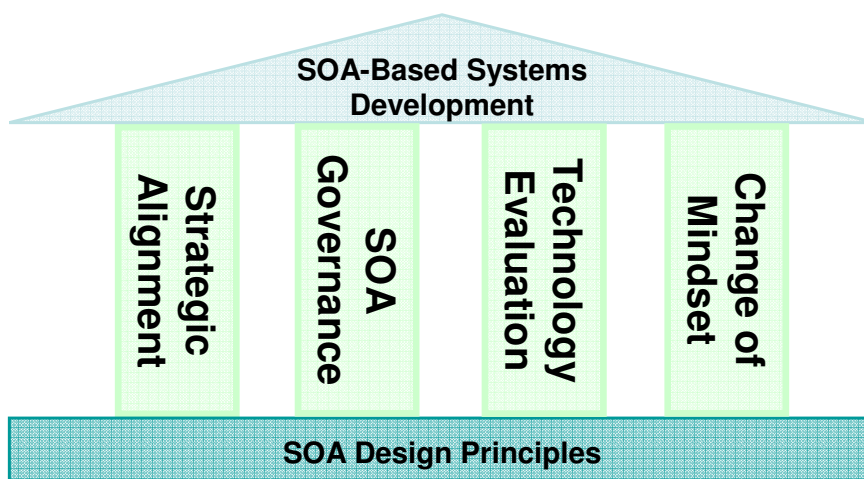 SOA-Based Systems
Development
Strategic
Alignment
SOA
Governance
Technology
Evaluation
Change of
Mindset
SOA Design Principles